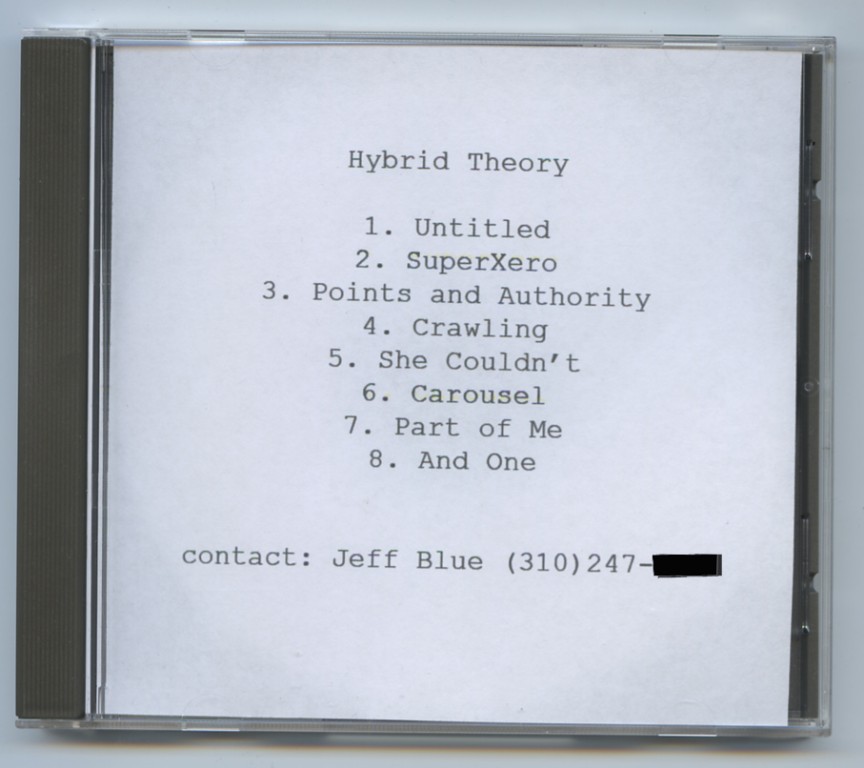 Hybrid Theory
1. Untitled
2. SuperXero
3. Points and Authority
4. Crawling
5. She Couldn't
6. Carousel
7. Part of Me
8. And One
contact: Jeff Blue (310)247-